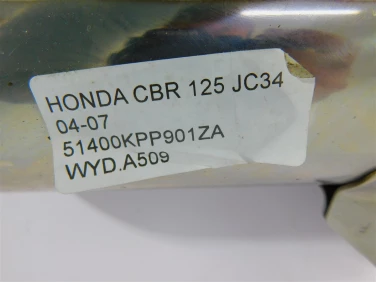 HONDA CBR 125 JC34
04-07
51400KPP901ZA
WYD.A509